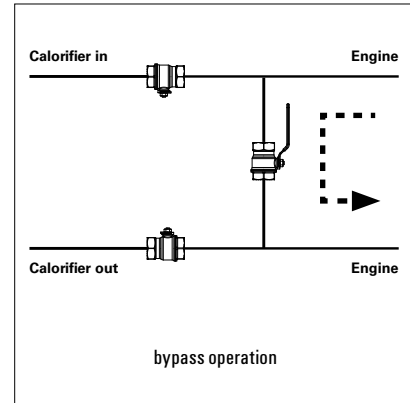 Calorifier in Engine
Calorifier out Engine
bypass operation